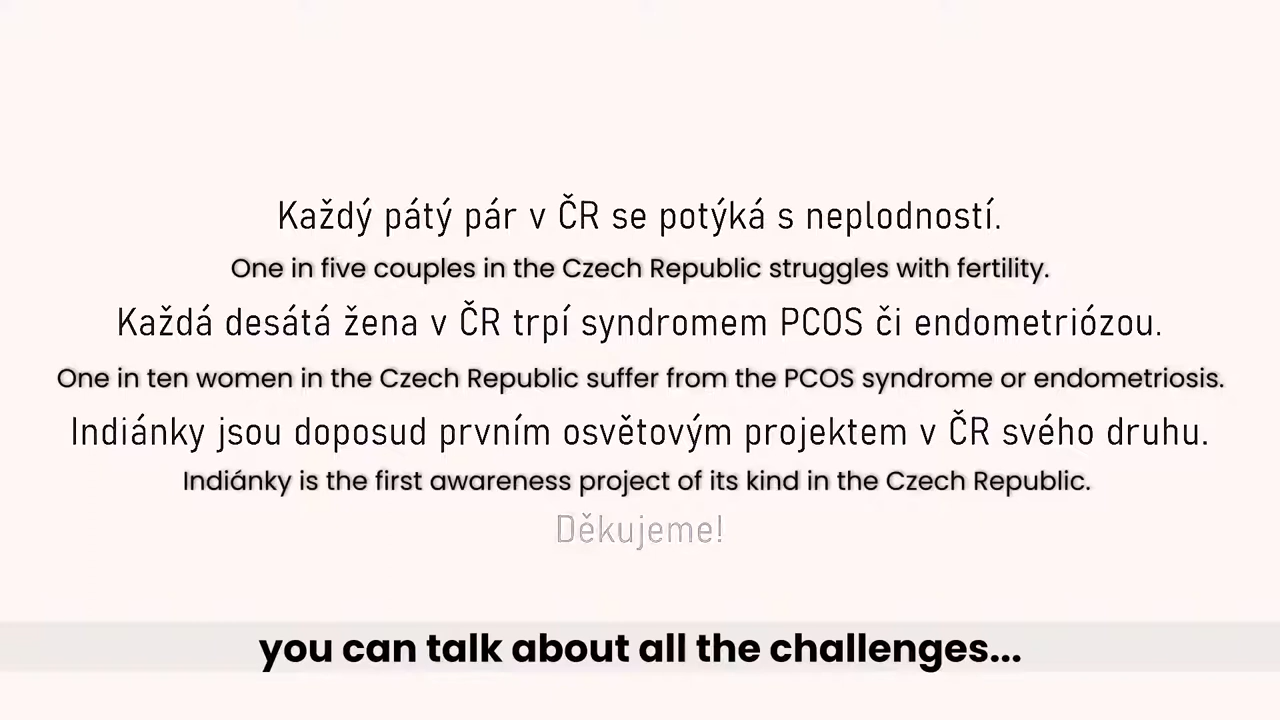 Každý pátý pár v ČR se potýká s neplodností.
One in five couples in the Czech Republic struggles with fertility.
Každá desátá žena v ČR trpí syndromem PCOS či endometriózou.
One in ten women in the Czech Republic suffer from the PCOS syndrome or endometriosis.
Indiánky jsou doposud prvním osvětovým projektem v ČR svého druhu.
Indiánky is the first awareness project of its kind in the Czech Republic.
Děkujeme!
you can talk about all the challenges...